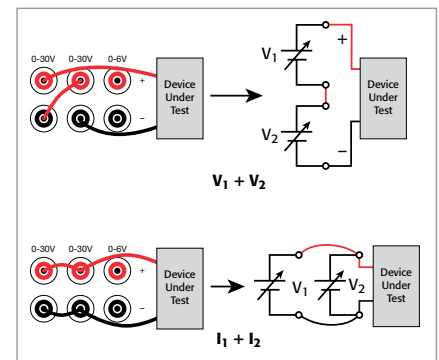 0-30V 0-30V 0-6V
+
−
Device
Under
Test
V1
V2
+
−
Device
Under
Test
V1 + V2
0-30V 0-30V 0-6V
+
−
Device
Under
Test
V1
V2
Device
Under
Test
I1 + I2